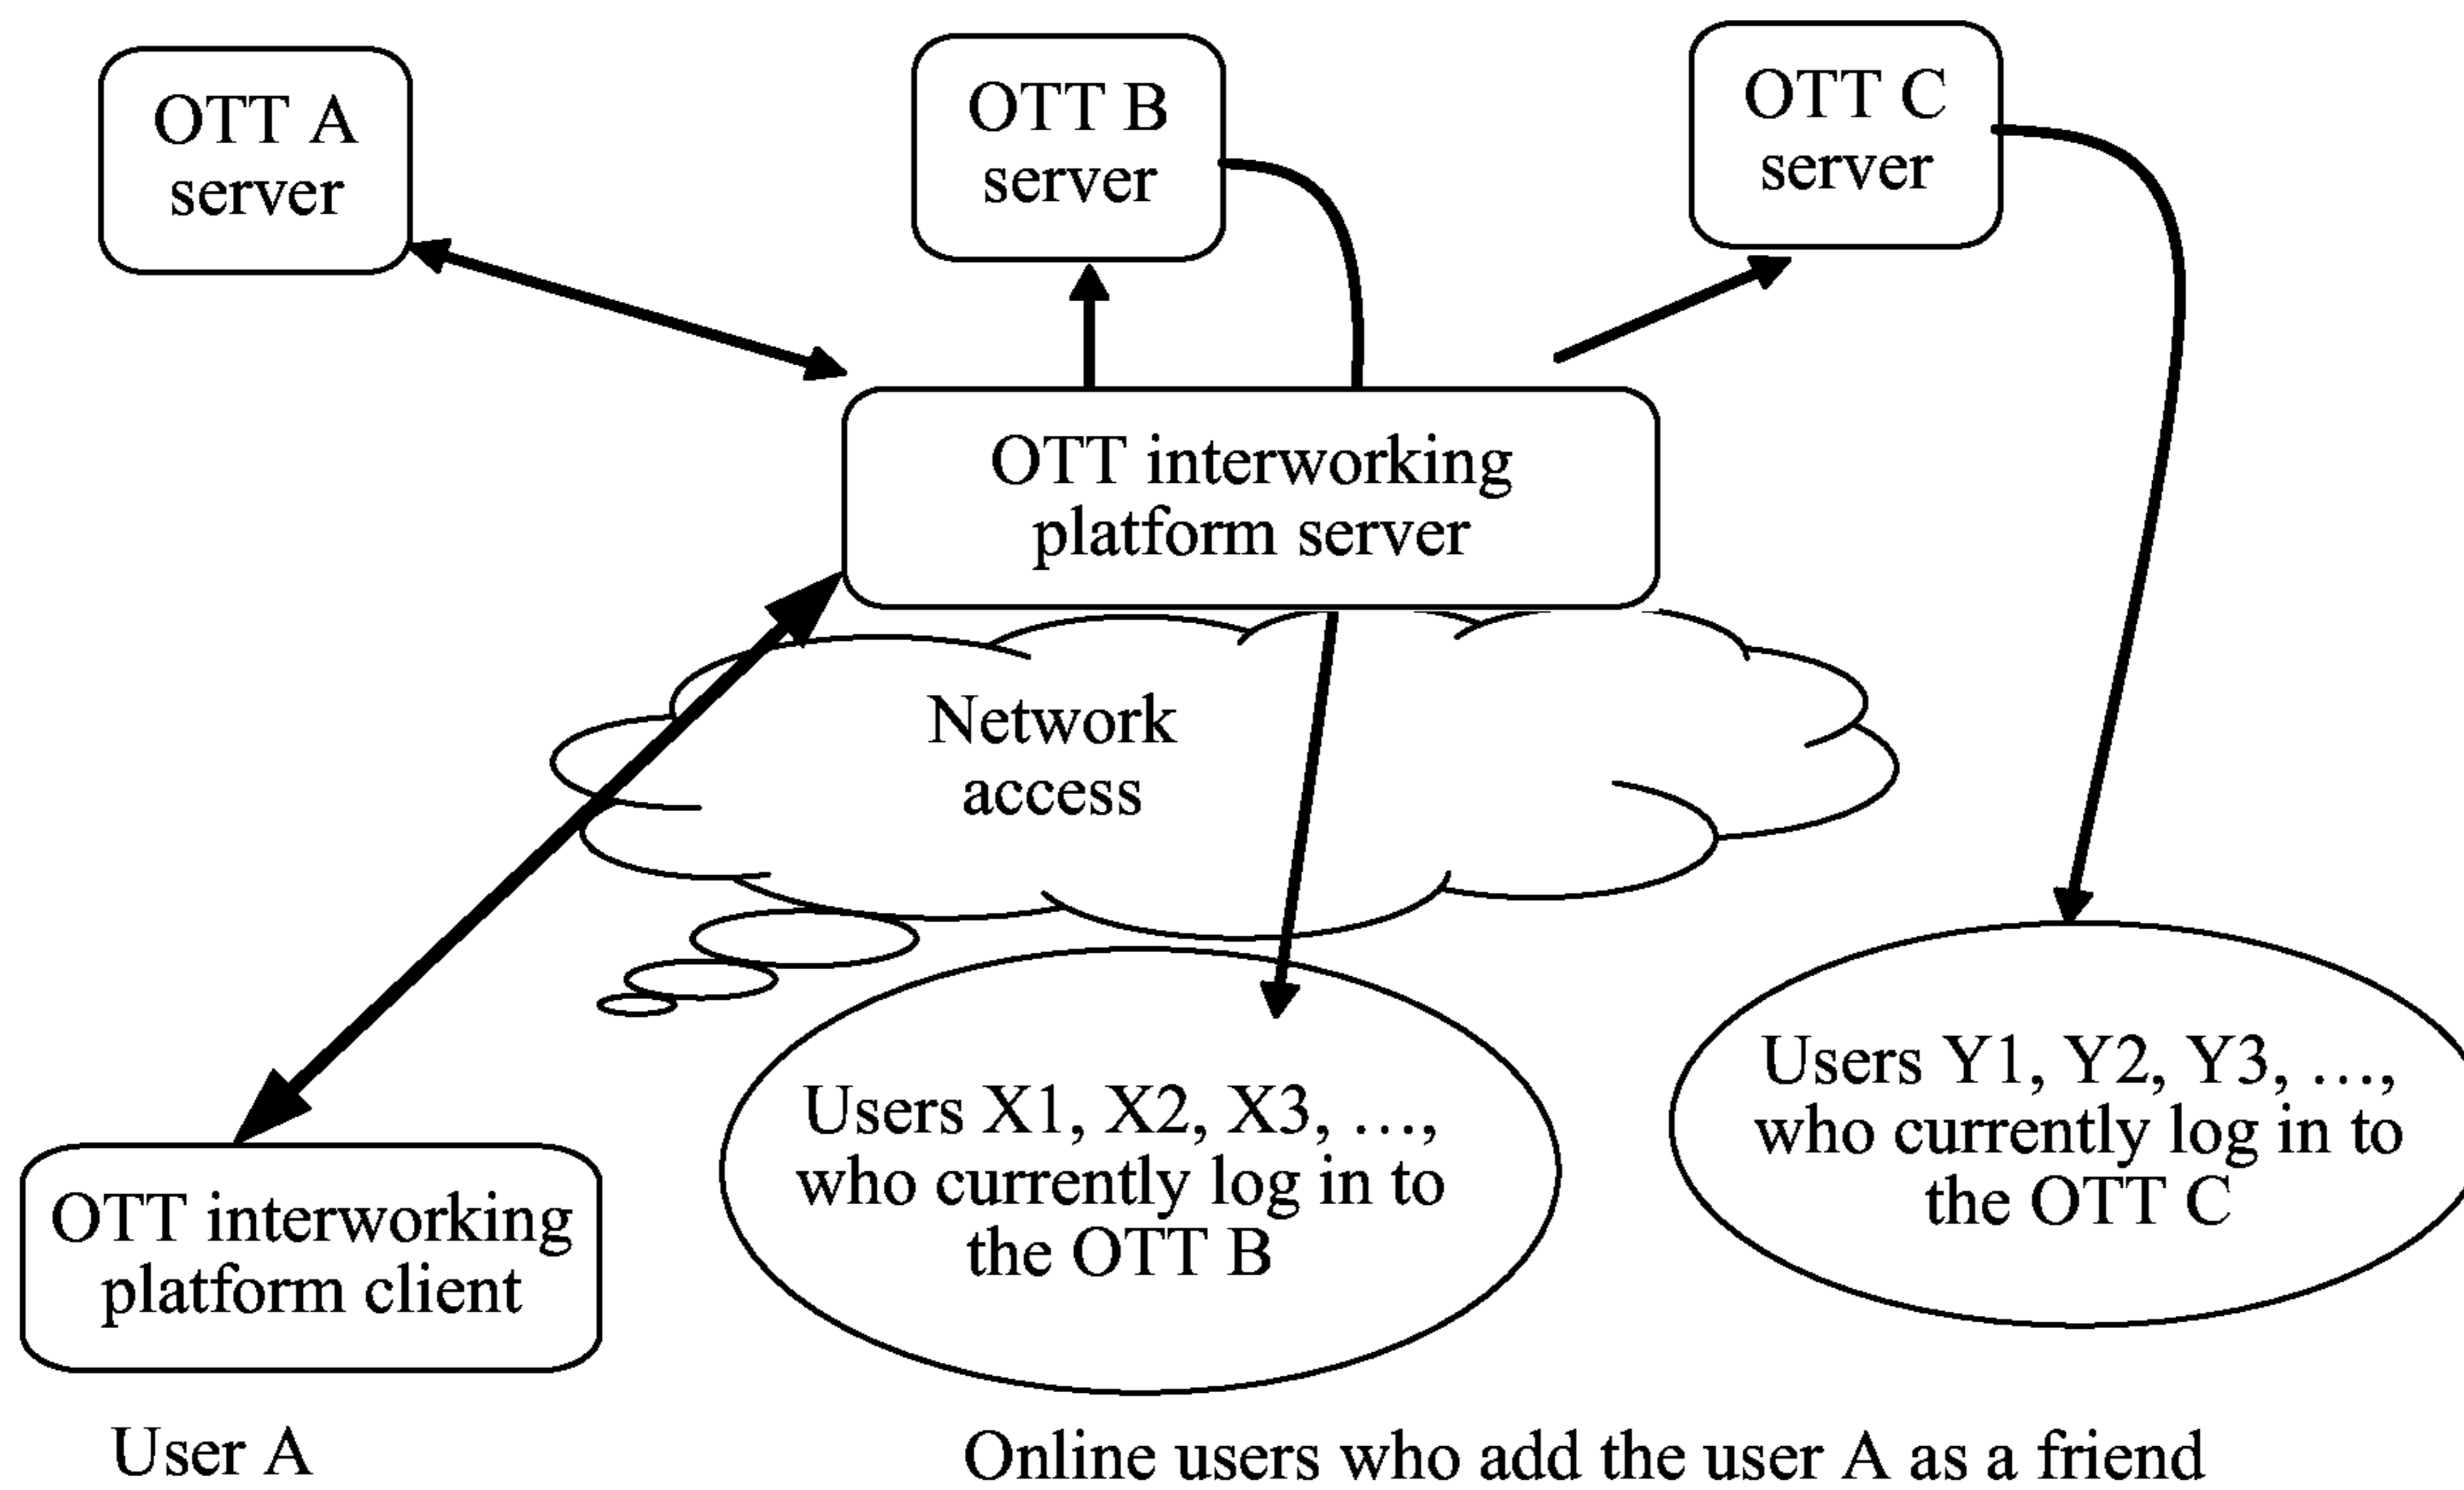 OTT A
server
OTT B
server
OTT C
server
OTT interworking
platform server
Network
access
Users X1, X2, X3, …,
who currently log in to
the OTT B
Users Y1, Y2, Y3, …,
who currently log in to
the OTT C
OTT interworking
platform client
User A
Online users who add the user A as a friend